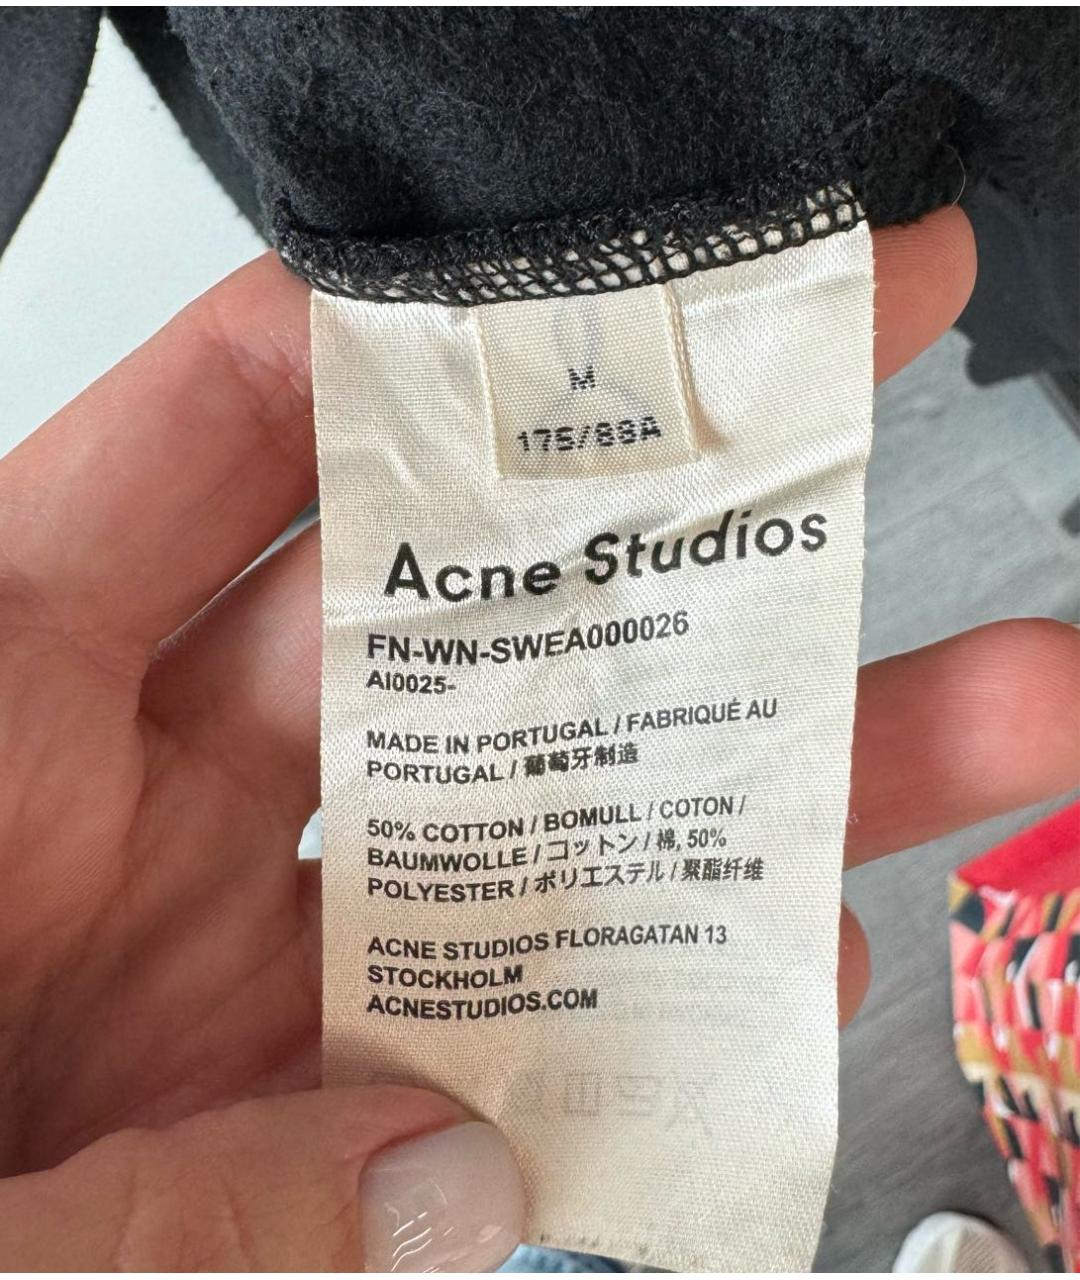 M
175/88A
Acne Studios
FN-WN-SWEA000026
AI0025-
MADE IN PORTUGAL / FABRIQUÉ AU
PORTUGAL / 葡萄牙制造
50% COTTON / BOMULL / COTON /
BAUMWOLLE / コットン / 棉, 50%
POLYESTER / ポリエステル / 聚酯纤维
ACNE STUDIOS FLORAGATAN 13
STOCKHOLM
ACNESTUDIOS.COM